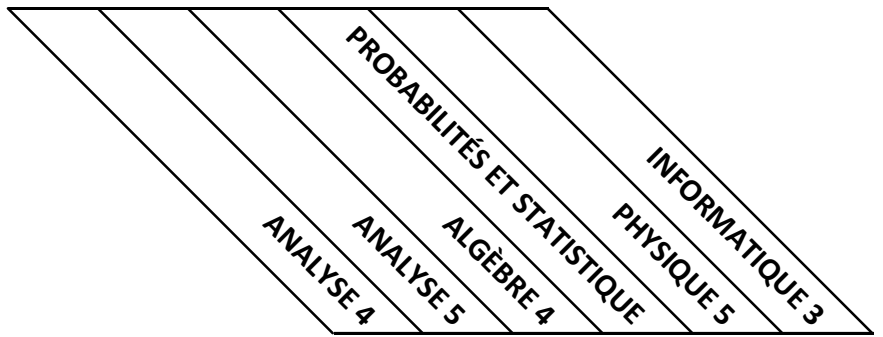 ANALYSE 4
ANALYSE 5
ALGÈBRE 4
PROBABILITÉS ET STATISTIQUE
PHYSIQUE 5
INFORMATIQUE 3